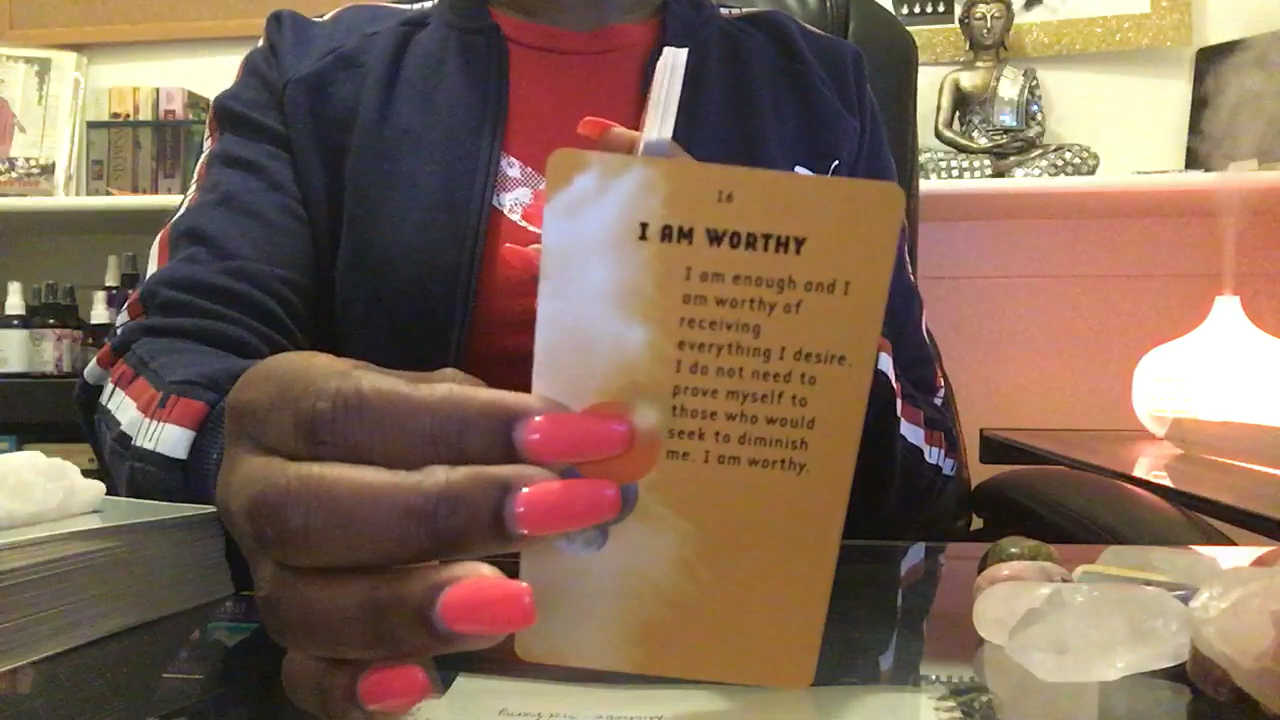 16
I AM WORTHY
I am enough and I
am worthy of
receiving
everything I desire.
I do not need to
prove myself to
those who would
seek to diminish
me. I am worthy.